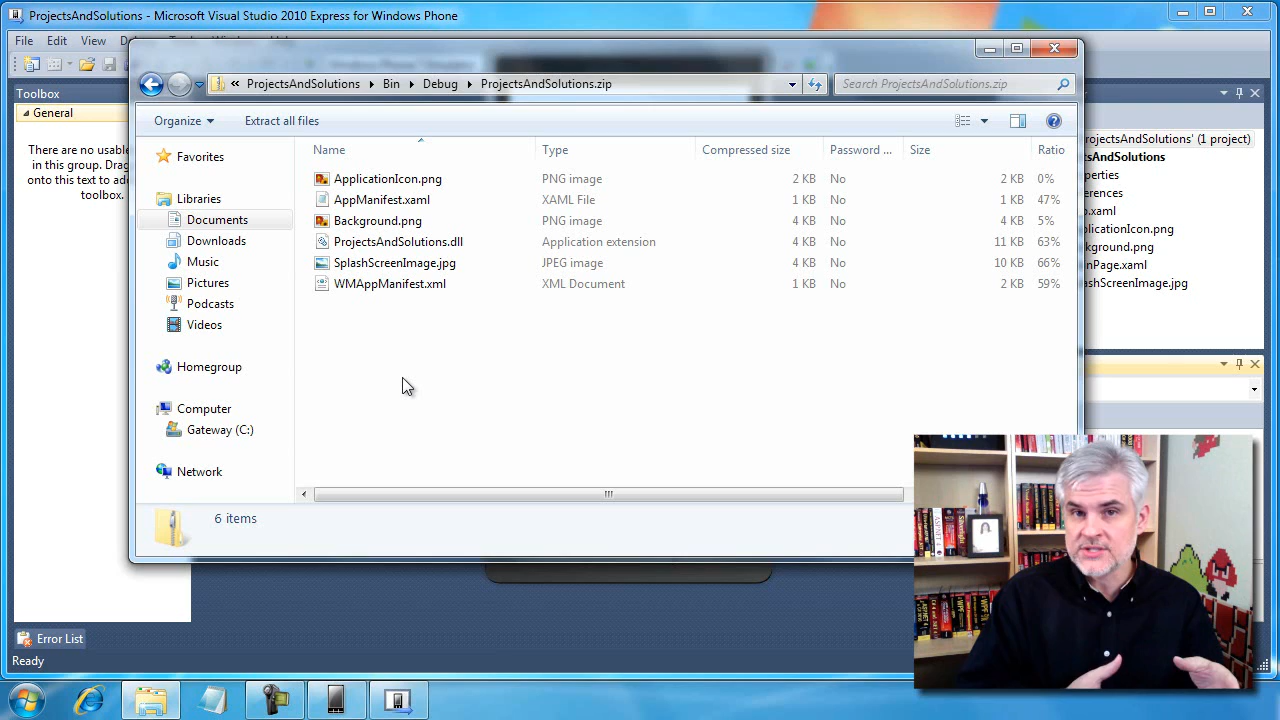 ProjectsAndSolutions - Microsoft Visual Studio 2010 Express for Windows Phone
File Edit View
Toolbox
General
There are no usable
in this group. Drag
onto this text to add
toolbox.
ProjectsAndSolutions Bin Debug ProjectsAndSolutions.zip
Search ProjectsAndSolutions.zip
Organize Extract all files
Name Type Compressed size Password ... Size Ratio
ApplicationIcon.png PNG image 2 KB No 2 KB 0%
AppManifest.xaml XAML File 1 KB No 1 KB 47%
Background.png PNG image 4 KB No 4 KB 5%
ProjectsAndSolutions.dll Application extension 4 KB No 11 KB 63%
SplashScreenImage.jpg JPEG image 4 KB No 10 KB 66%
WMAppManifest.xml XML Document 1 KB No 2 KB 59%
Favorites
Libraries
Documents
Downloads
Music
Pictures
Podcasts
Videos
Homegroup
Computer
Gateway (C:)
Network
6 items
rojectsAndSolutions' (1 project)
tsAndSolutions
perties
erences
p.xaml
plicationIcon.png
kground.png
nPage.xaml
ashScreenImage.jpg
Error List
Ready